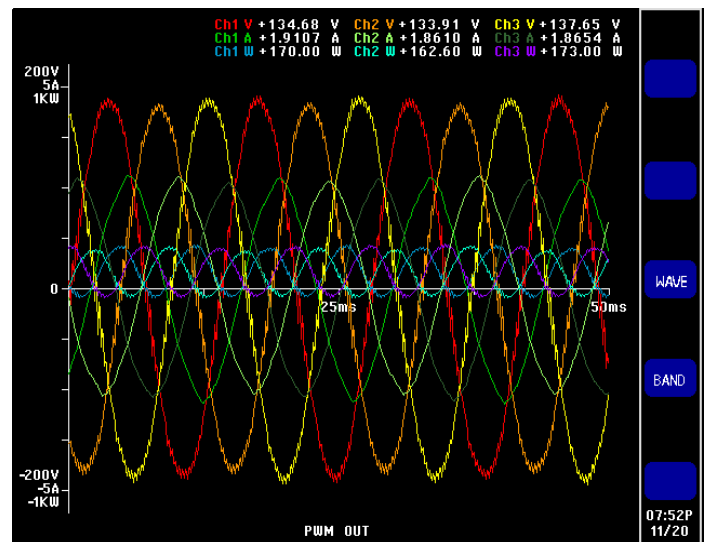 Ch1 V +134.68 V Ch2 V +133.91 V Ch3 V +137.65 V
Ch1 A +1.9107 A Ch2 A +1.8610 A Ch3 A +1.8654 A
Ch1 W +170.00 W Ch2 W +162.60 W Ch3 W +173.00 W
200V
5A
1KW
0
25ms
50ms
-200V
-5A
-1KW
PWM OUT
WAVE
BAND
07:52P
11/20